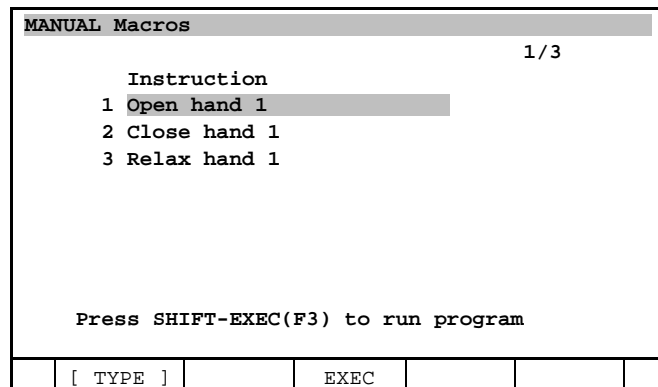 MANUAL Macros
1/3
Instruction
1 Open hand 1
2 Close hand 1
3 Relax hand 1
Press SHIFT-EXEC(F3) to run program
[ TYPE ] EXEC